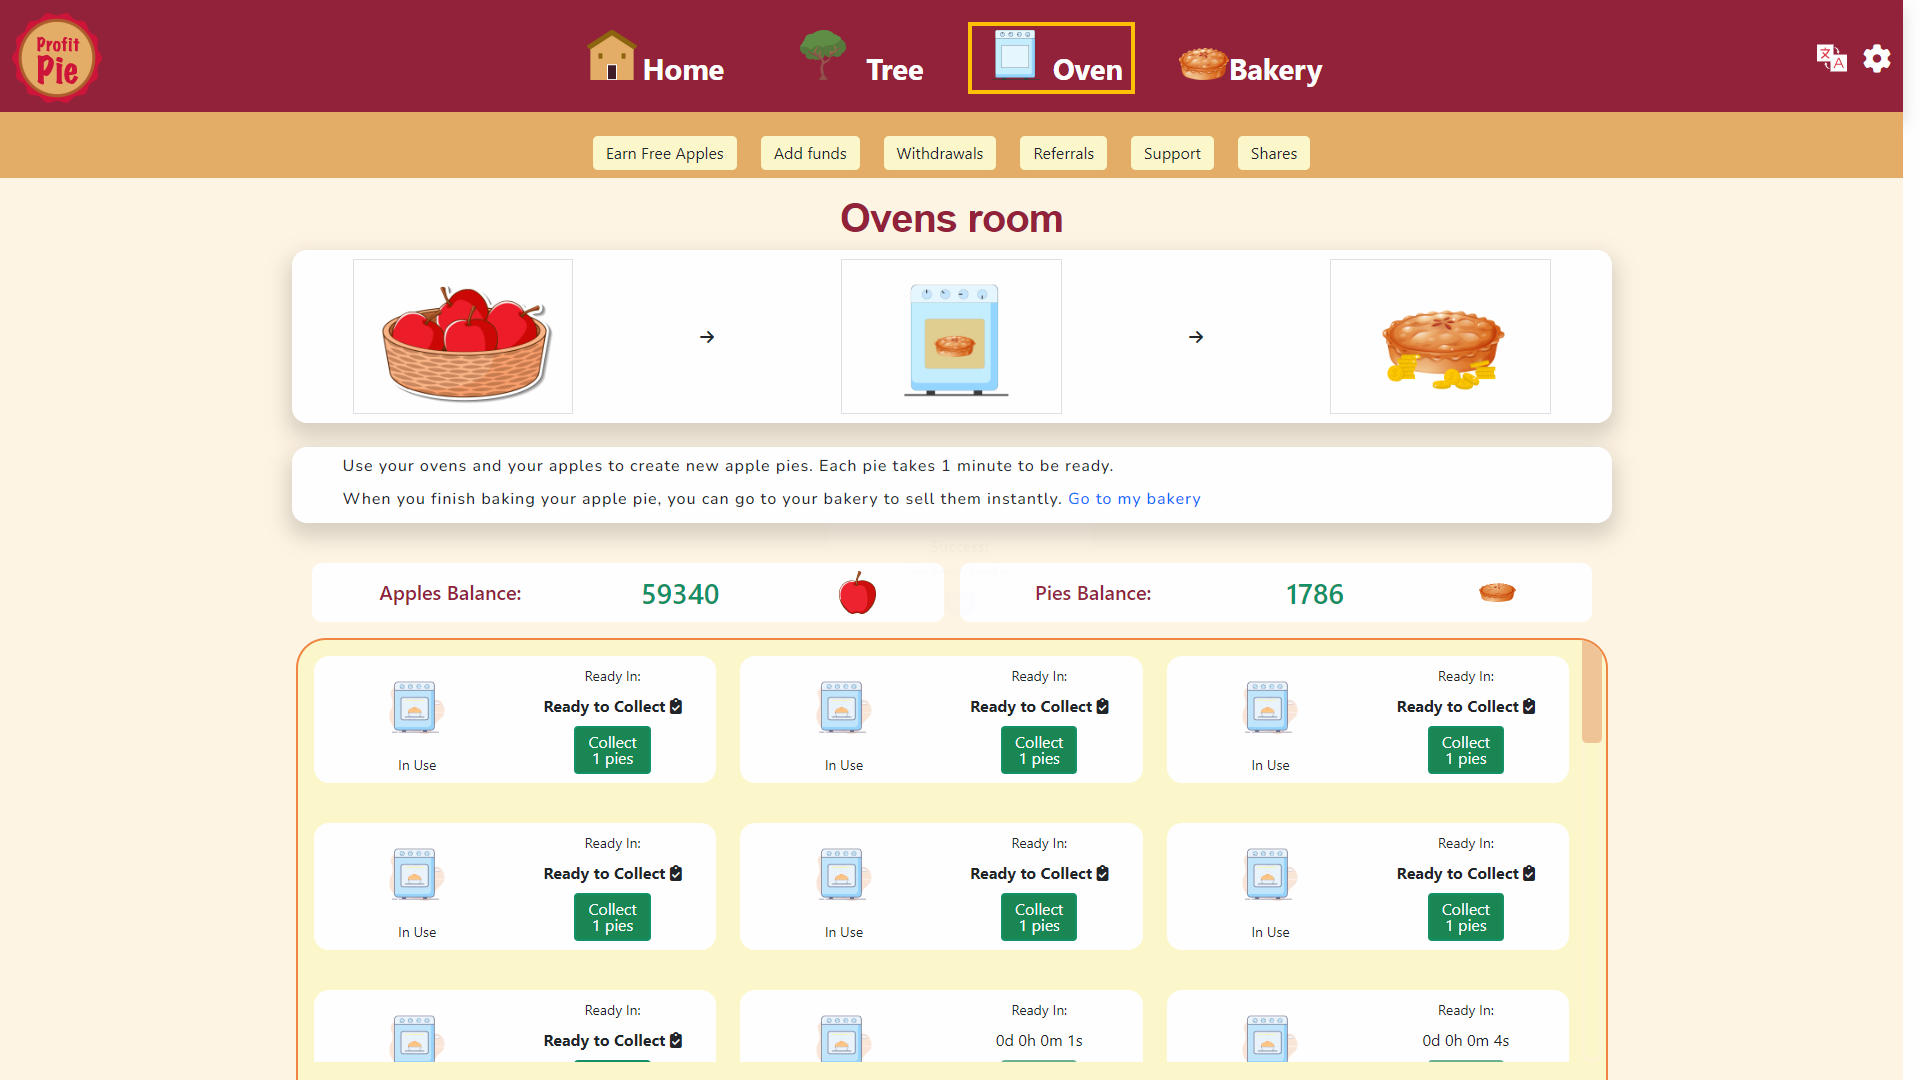 Profit
Pie
Home
Tree
Oven
Bakery
Earn Free Apples
Add funds
Withdrawals
Referrals
Support
Shares
Ovens room
Use your ovens and your apples to create new apple pies. Each pie takes 1 minute to be ready.
When you finish baking your apple pie, you can go to your bakery to sell them instantly. Go to my bakery
Success:
Apples Balance:
59340
Pies Balance:
1786
Ready In:
Ready to Collect
Collect
1 pies
In Use
Ready In:
Ready to Collect
Collect
1 pies
In Use
Ready In:
Ready to Collect
Collect
1 pies
In Use
Ready In:
Ready to Collect
Collect
1 pies
In Use
Ready In:
Ready to Collect
Collect
1 pies
In Use
Ready In:
Ready to Collect
Collect
1 pies
In Use
Ready In:
Ready to Collect
Ready In:
0d 0h 0m 1s
Ready In:
0d 0h 0m 4s